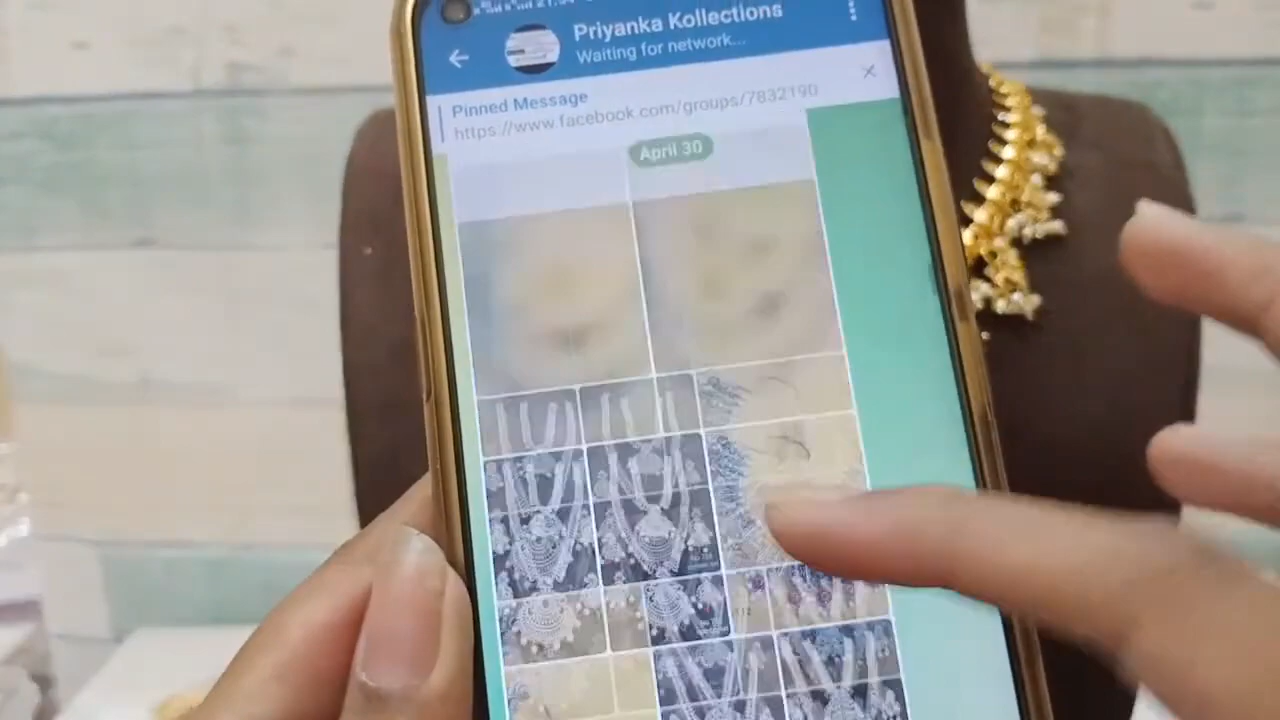 Priyanka Kollections
Waiting for network...
Pinned Message
https://www.facebook.com/groups/7832190
April 30